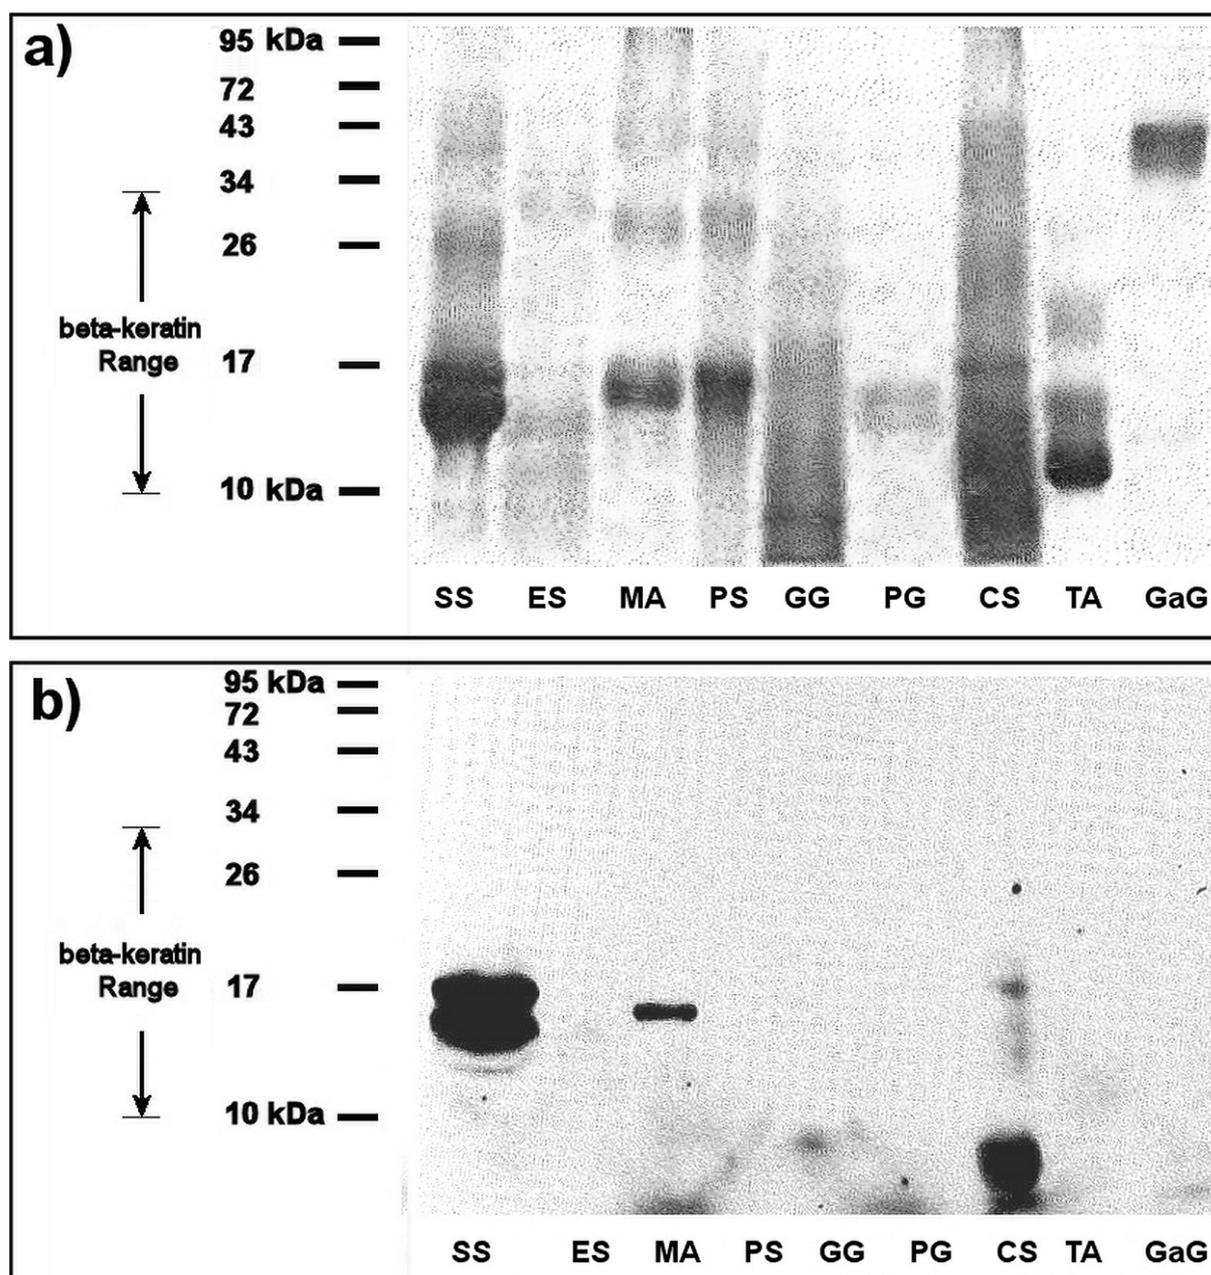 a)
95 kDa
72
43
34
26
beta-keratin
Range
17
10 kDa
SS ES MA PS GG PG CS TA GaG
b)
95 kDa
72
43
34
26
beta-keratin
Range
17
10 kDa
SS ES MA PS GG PG CS TA GaG